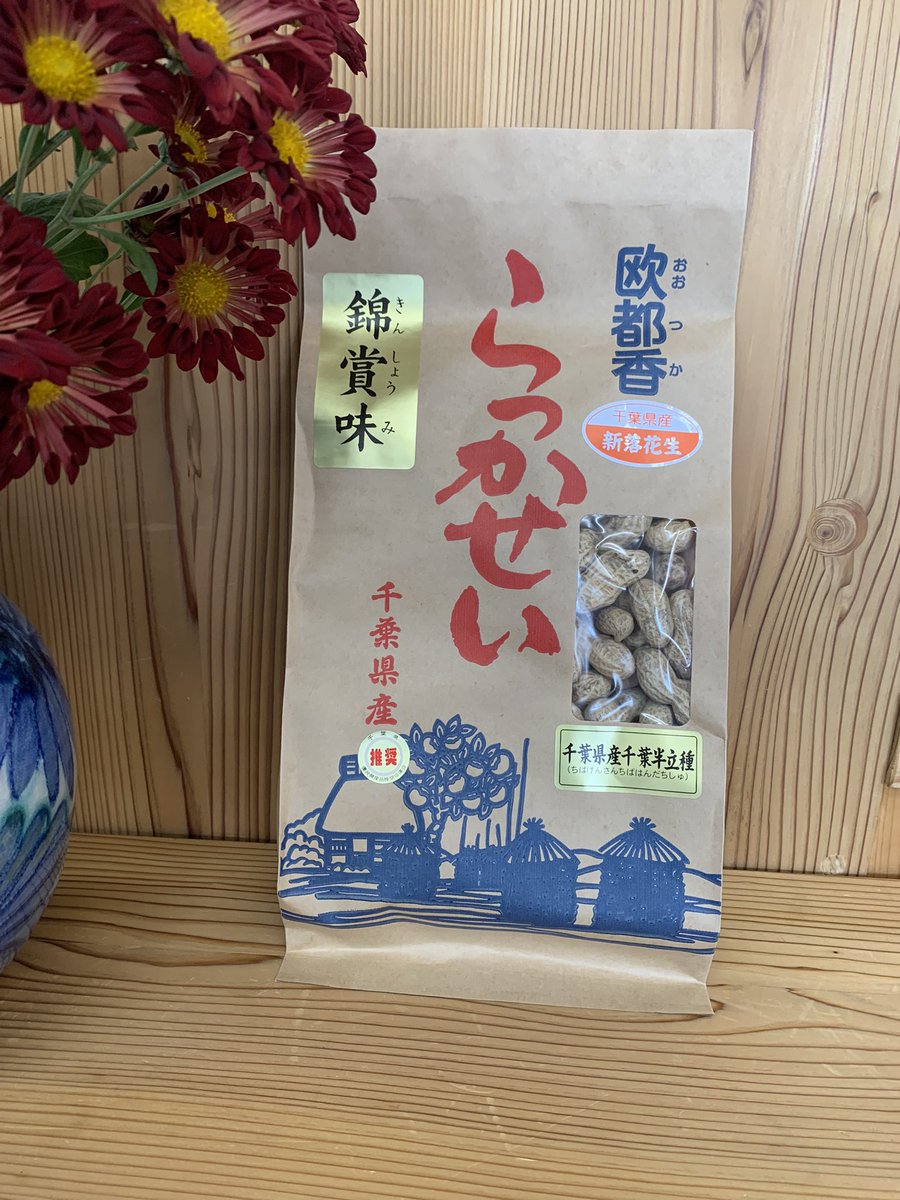 欧都香
おおつか
千葉県産
新落花生
らっかせい
錦賞味
きんしょうみ
千葉県産
千葉県
推奨
千葉県産千葉半立種
(ちばけんさんちばはんだちしゅ)